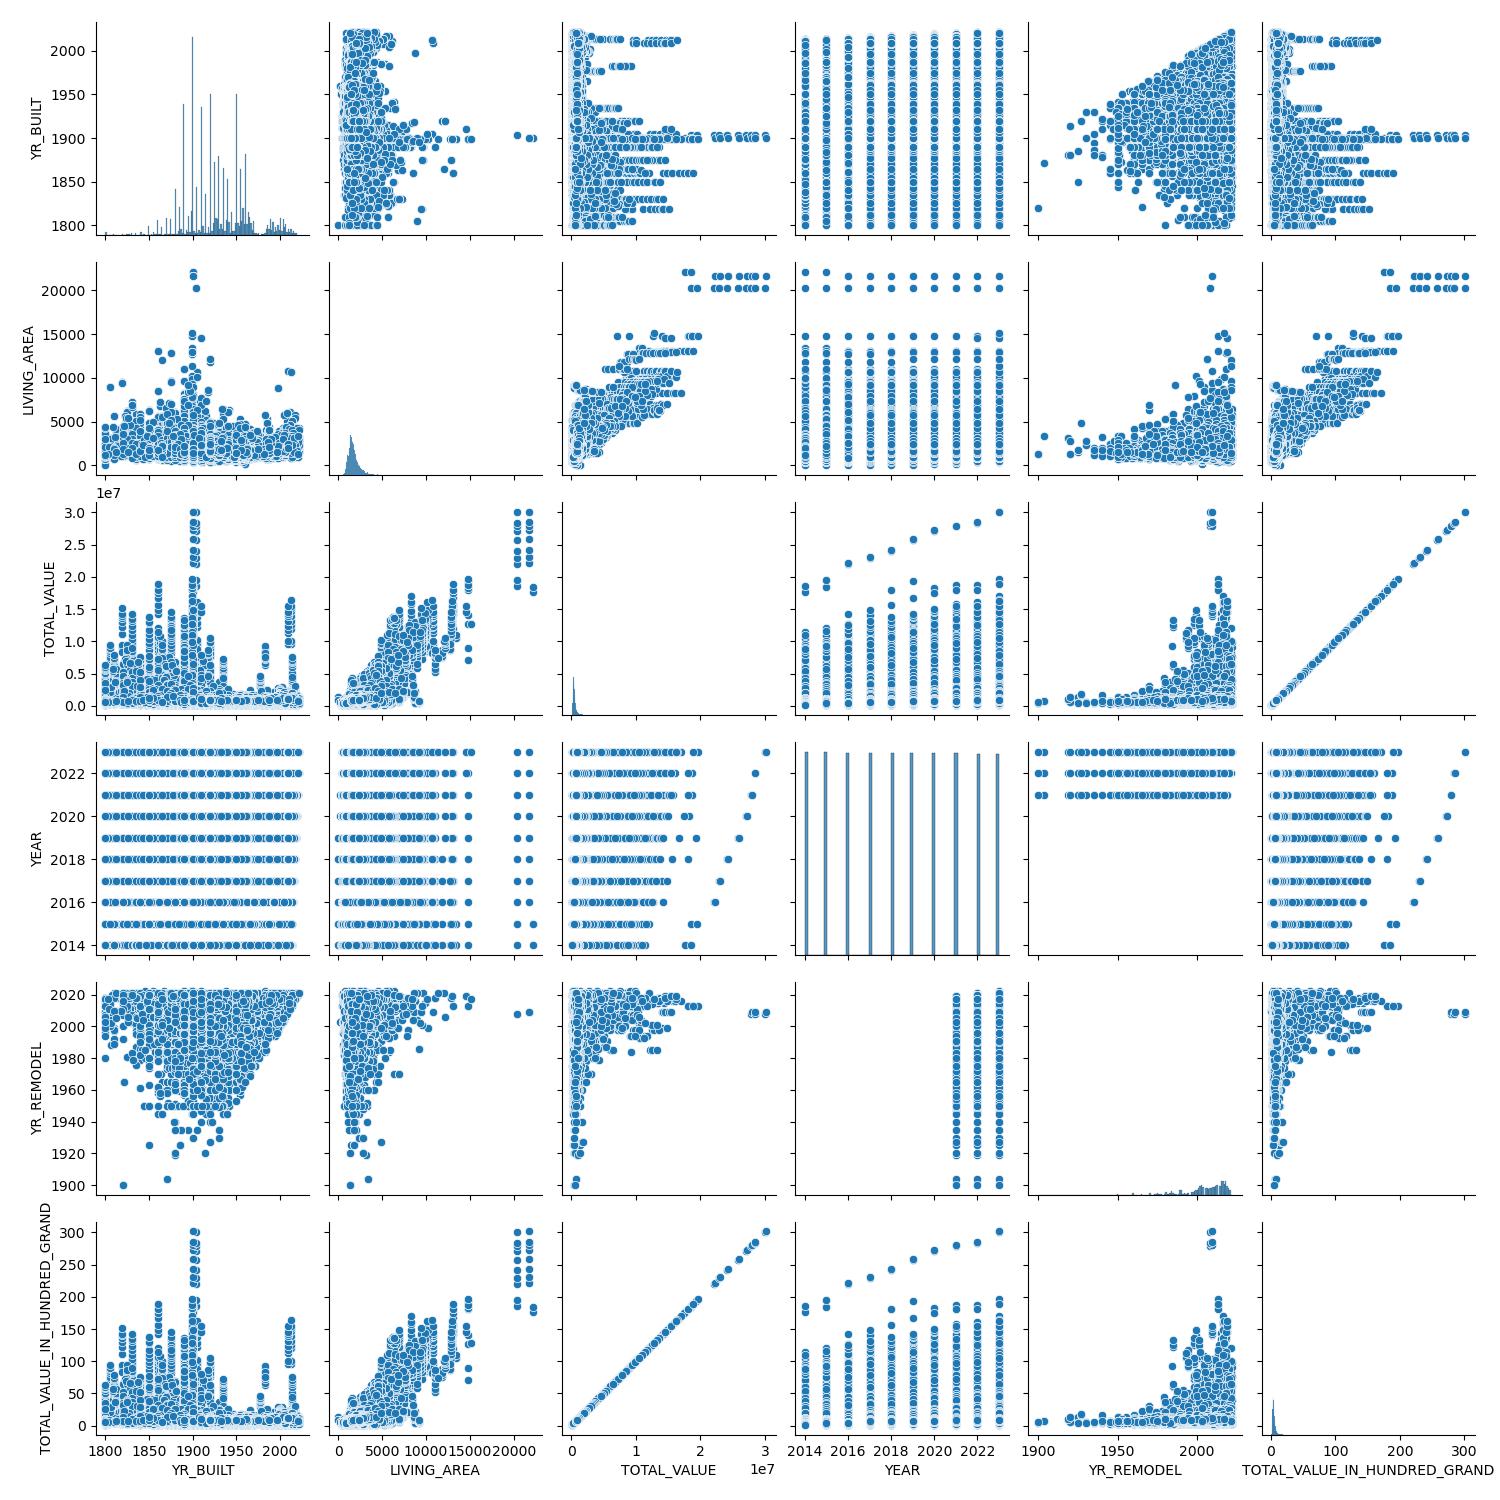 2000
1950
1900
1850
1800
YR_BUILT
20000
15000
10000
5000
0
LIVING_AREA
1e7
3.0
2.5
2.0
1.5
1.0
0.5
0.0
TOTAL_VALUE
2022
2020
2018
2016
2014
YEAR
2020
2000
1980
1960
1940
1920
1900
YR_REMODEL
300
250
200
150
100
50
0
TOTAL_VALUE_IN_HUNDRED_GRAND
1800 1850 1900 1950 2000
YR_BUILT
0 5000 10000 15000 20000
LIVING_AREA
0 1 2 3
1e7
TOTAL_VALUE
2014 2016 2018 2020 2022
YEAR
1900 1950 2000
YR_REMODEL
0 100 200 300
TOTAL_VALUE_IN_HUNDRED_GRAND